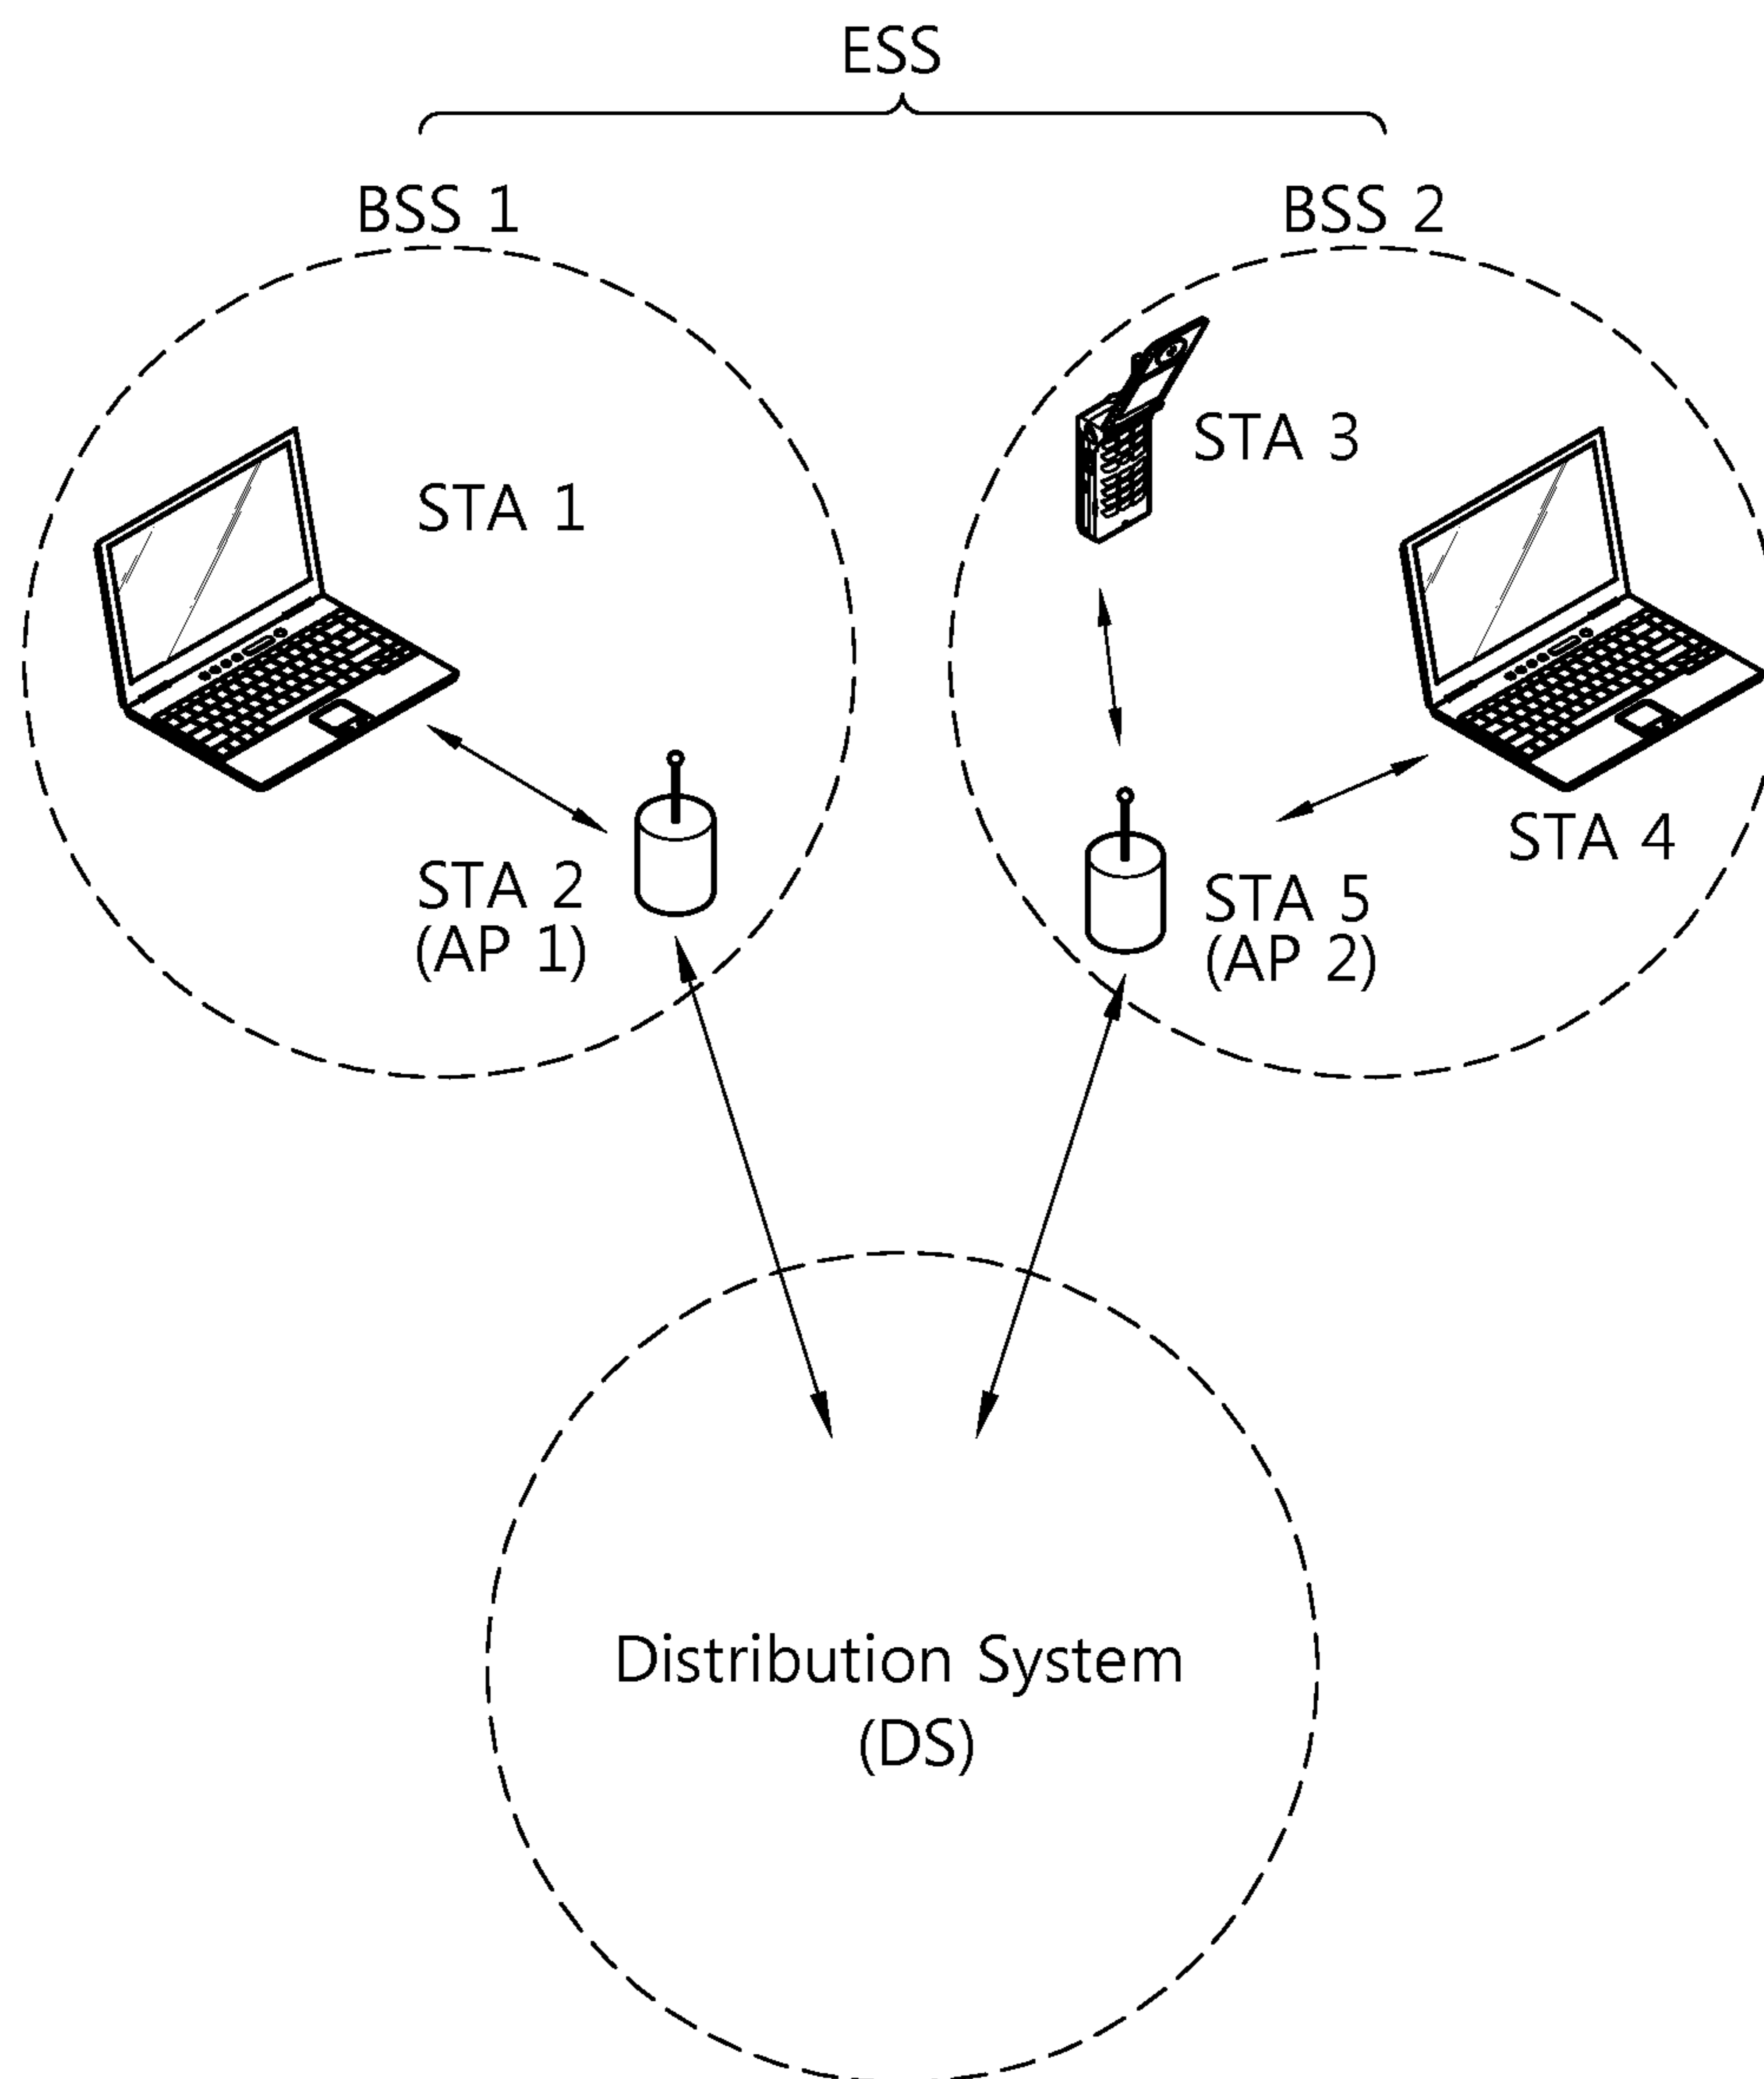 ESS
BSS 1
BSS 2
STA 3
STA 1
STA 4
STA 2
(AP 1)
STA 5
(AP 2)
Distribution System
(DS)